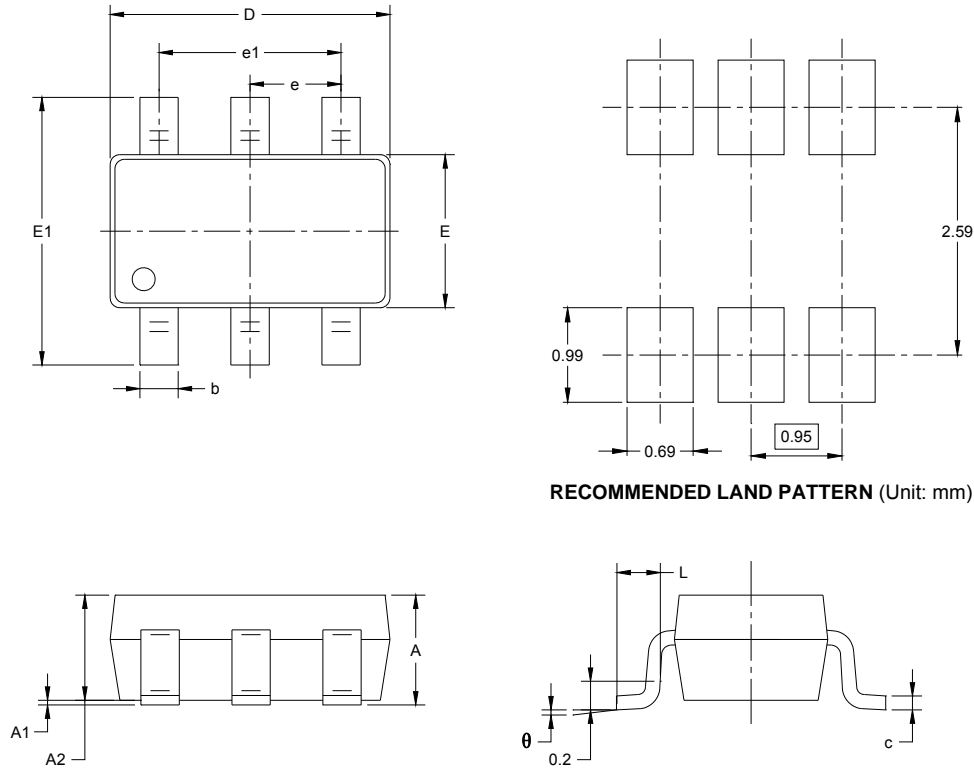 D
e1
e
E1
E
b
2.59
0.99
0.69
0.95
RECOMMENDED LAND PATTERN (Unit: mm)
L
A
A1
A2
θ
0.2
c